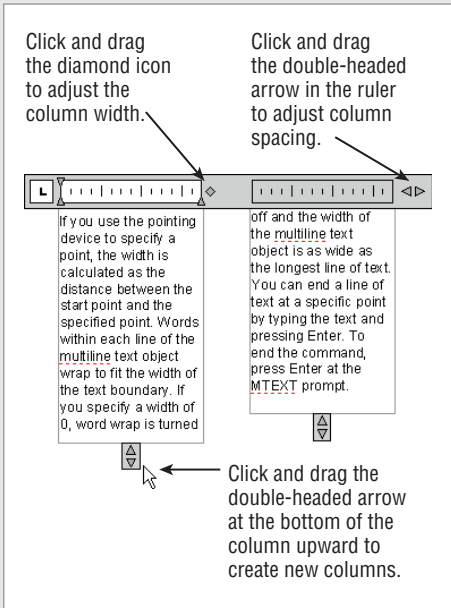 Click and drag
the diamond icon
to adjust the
column width.
Click and drag
the double-headed
arrow in the ruler
to adjust column
spacing.
L
If you use the pointing
device to specify a
point, the width is
calculated as the
distance between the
start point and the
specified point. Words
within each line of the
multiline text object
wrap to fit the width of
the text boundary. If
you specify a width of
0, word wrap is turned
off and the width of
the multiline text
object is as wide as
the longest line of text.
You can end a line of
text at a specific point
by typing the text and
pressing Enter. To
end the command,
press Enter at the
MTEXT prompt.
Click and drag the
double-headed arrow
at the bottom of the
column upward to
create new columns.